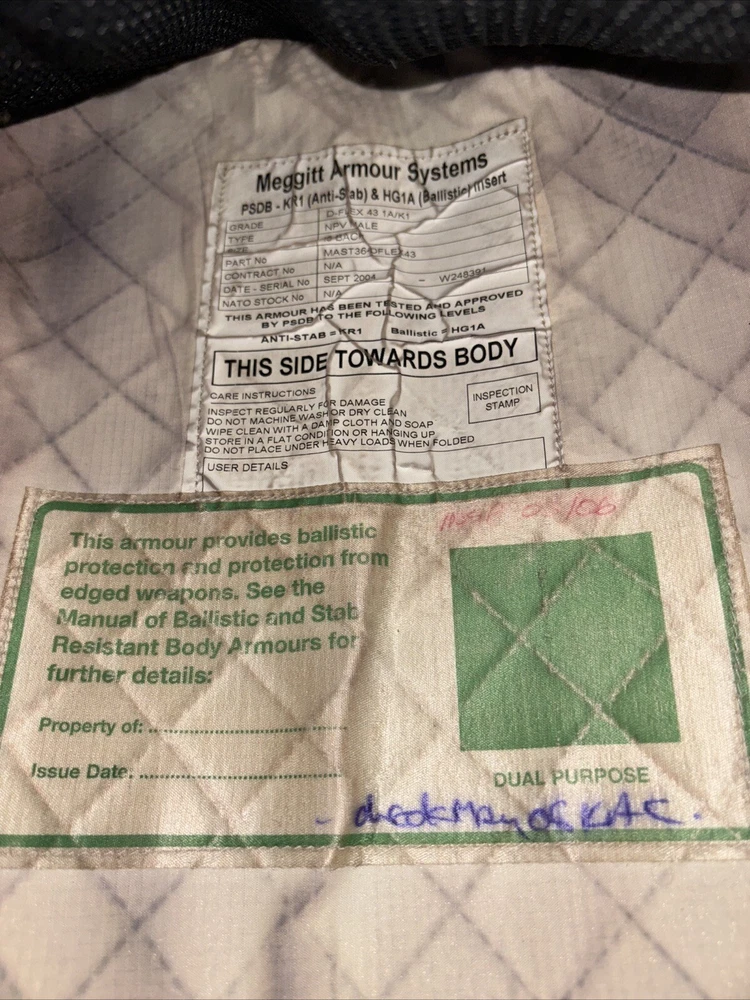 Meggitt Armour Systems
PSDB - KR1 (Anti-Stab) & HG1A (Ballistic) Insert
GRADE D-FLEX 43 1A/K1
TYPE NPV MALE
SIZE BACK
PART No MAST36-DFLEX43
CONTRACT No N/A
DATE - SERIAL No SEPT 2004 - W248391
NATO STOCK No N/A
THIS ARMOUR HAS BEEN TESTED AND APPROVED
BY PSDB TO THE FOLLOWING LEVELS
ANTI-STAB = KR1 Ballistic = HG1A
THIS SIDE TOWARDS BODY
CARE INSTRUCTIONS
INSPECT REGULARLY FOR DAMAGE
DO NOT MACHINE WASH OR DRY CLEAN
WIPE CLEAN WITH A DAMP CLOTH AND SOAP
STORE IN A FLAT CONDITION OR HANGING UP
DO NOT PLACE UNDER HEAVY LOADS WHEN FOLDED
INSPECTION
STAMP
USER DETAILS
This armour provides ballistic
protection and protection from
edged weapons. See the
Manual of Ballistic and Stab
Resistant Body Armours for
further details:
Property of:
Issue Date.
DUAL PURPOSE